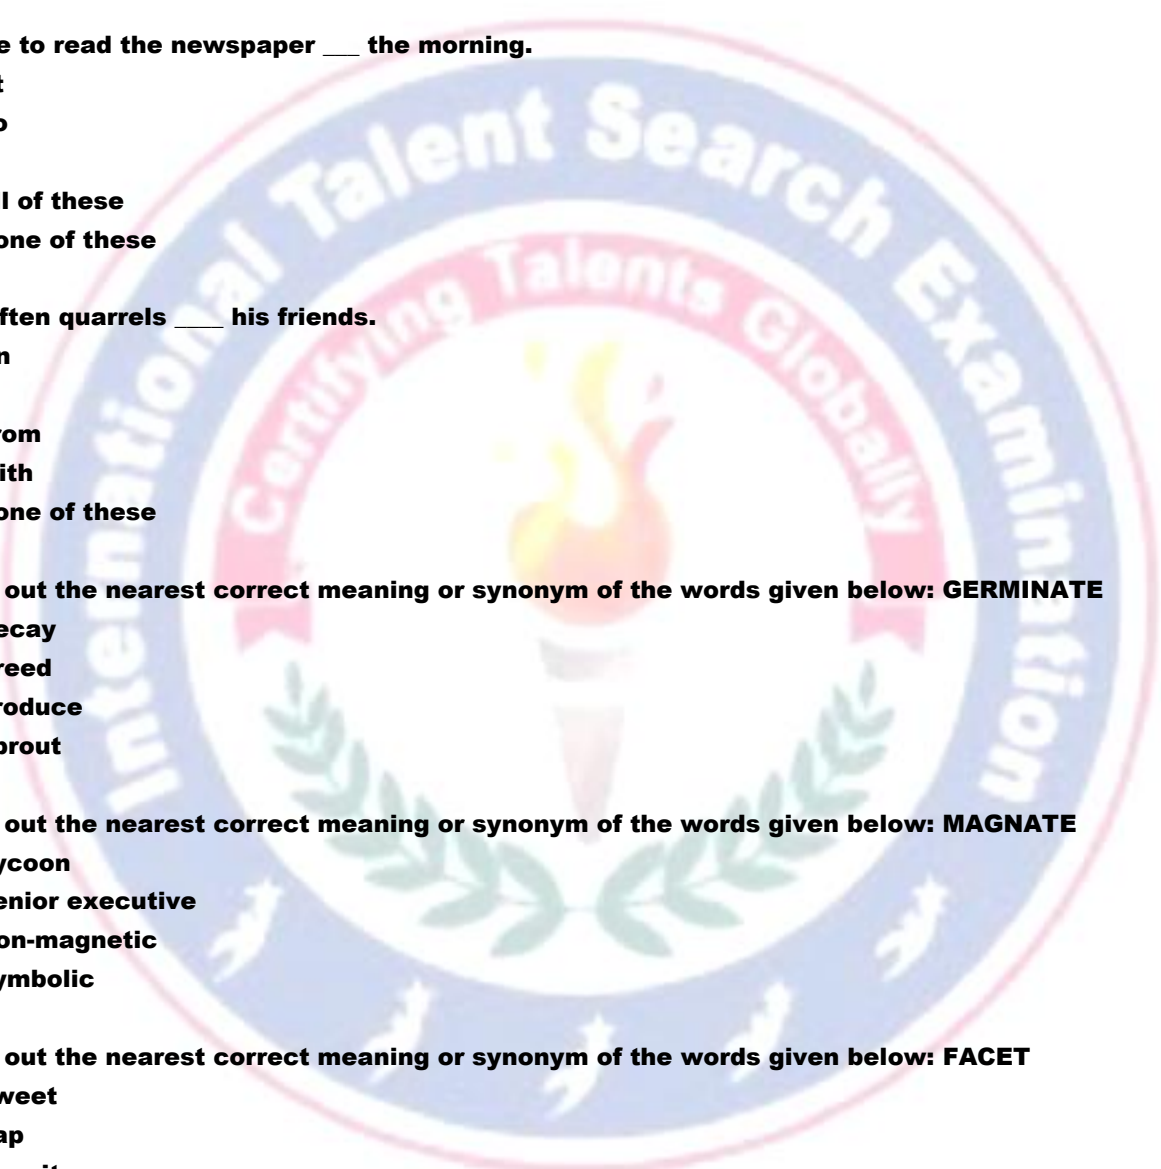 e to read the newspaper ___ the morning.
t
o
l of these
one of these
ften quarrels ____ his friends.
n
rom
ith
one of these
out the nearest correct meaning or synonym of the words given below: GERMINATE
ecay
reed
roduce
prout
out the nearest correct meaning or synonym of the words given below: MAGNATE
ycoon
enior executive
on-magnetic
ymbolic
out the nearest correct meaning or synonym of the words given below: FACET
weet
ap
International Talent Search Examination
Certifying Talents Globally